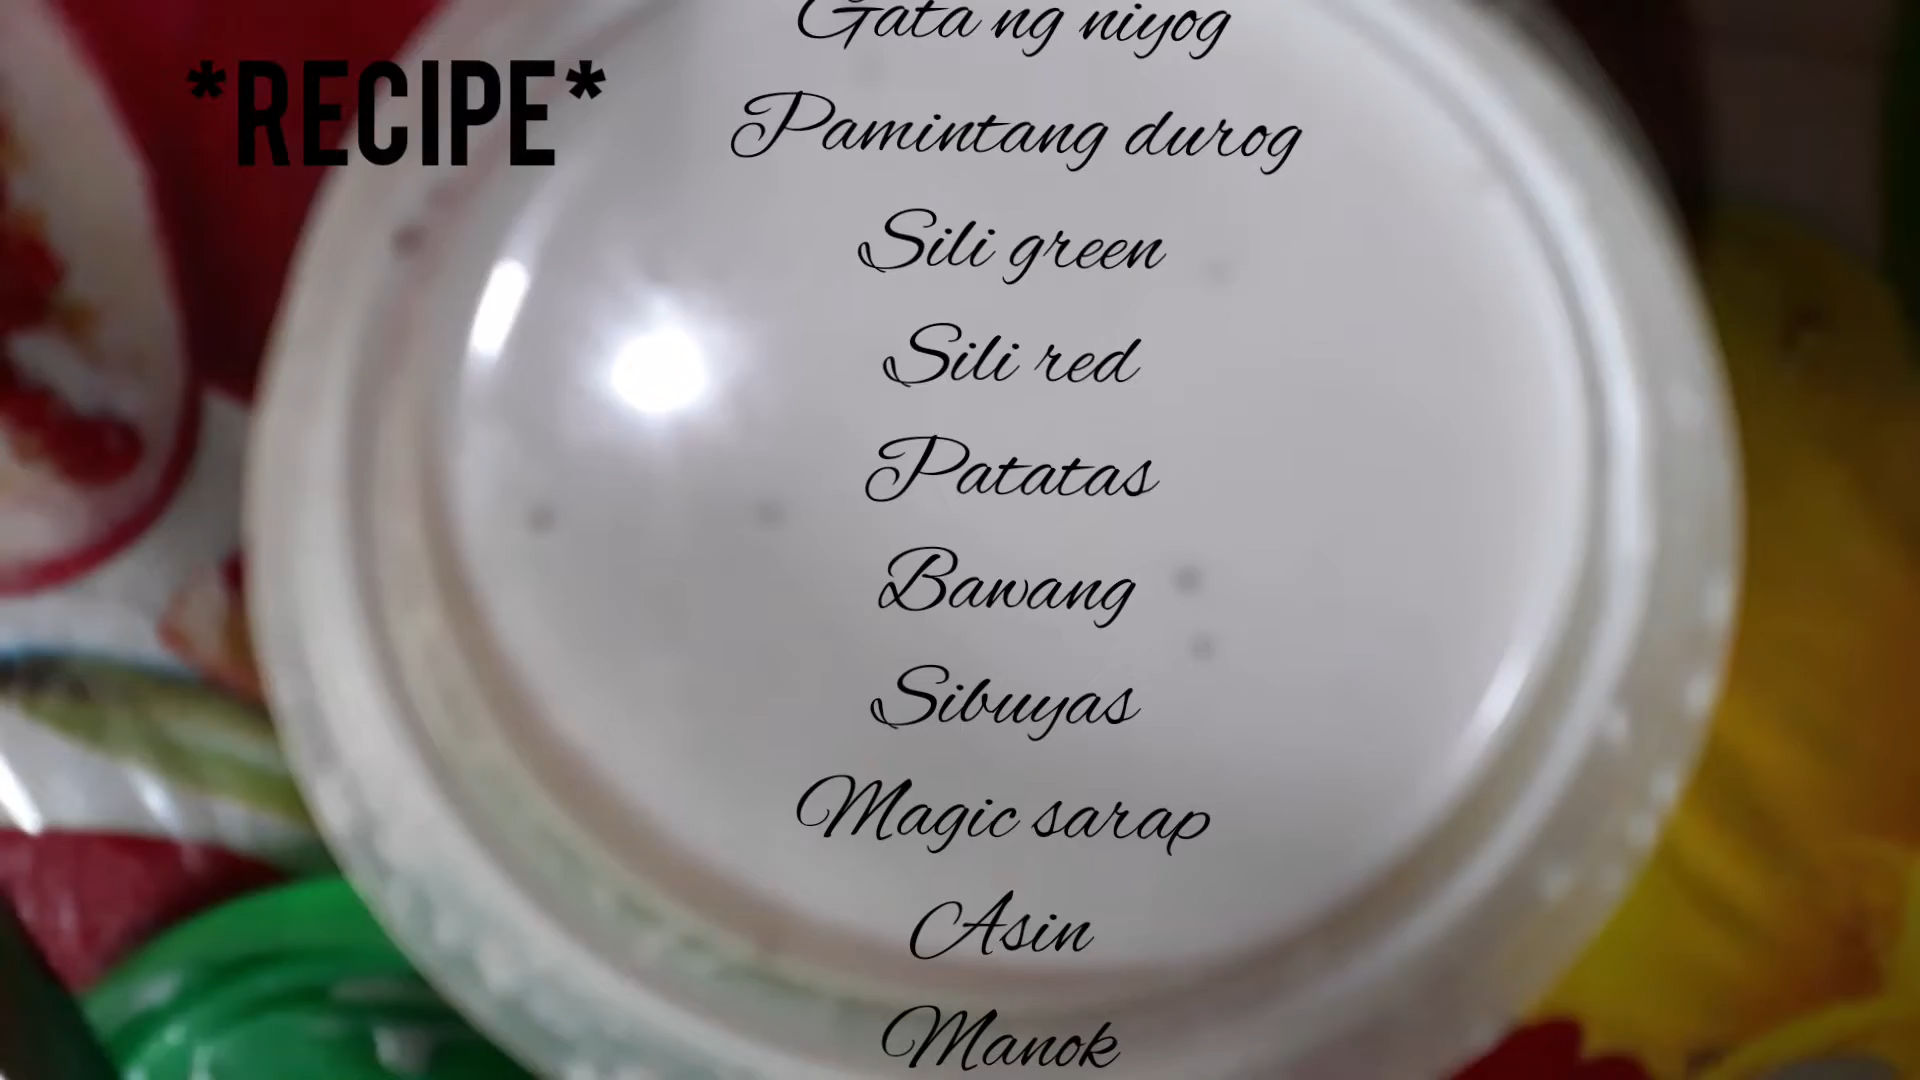 *RECIPE*
Gata ng niyog
Pamintang durog
Sili green
Sili red
Patatas
Bawang
Sibuyas
Magic sarap
Asin
Manok